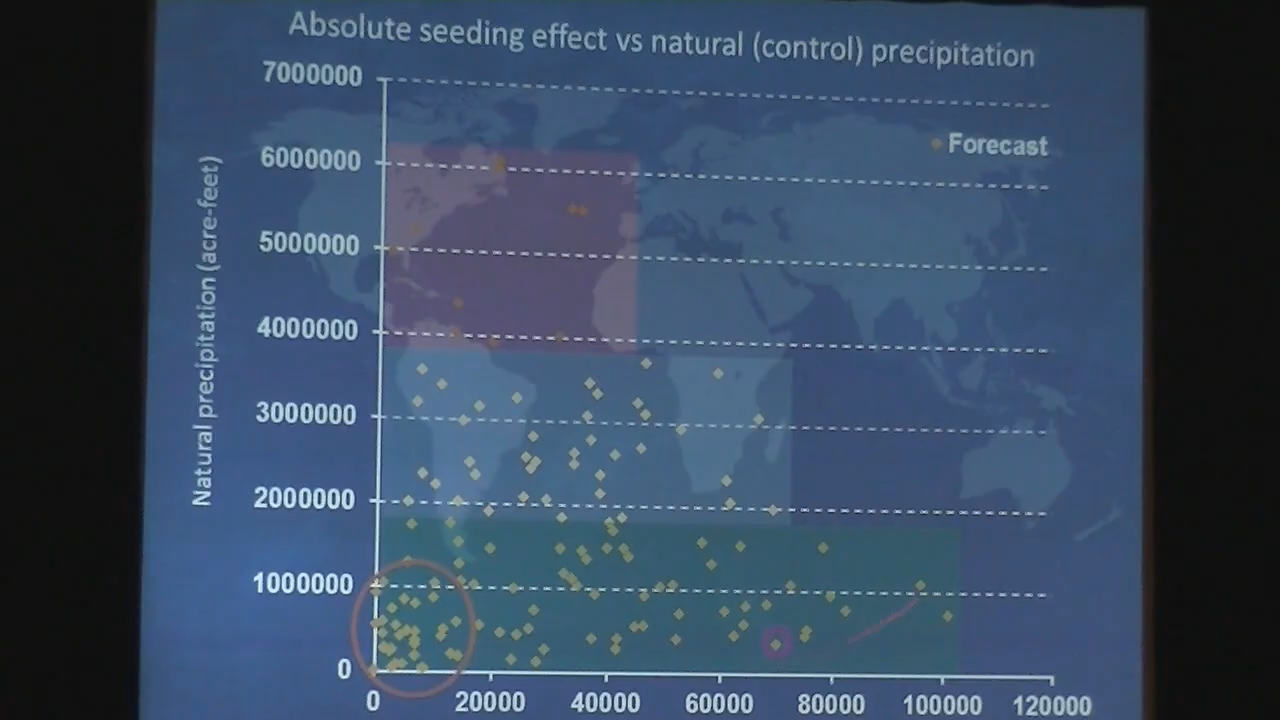 Absolute seeding effect vs natural (control) precipitation
7000000
Forecast
6000000
5000000
4000000
3000000
2000000
1000000
0
Natural precipitation (acre-feet)
0 20000 40000 60000 80000 100000 120000